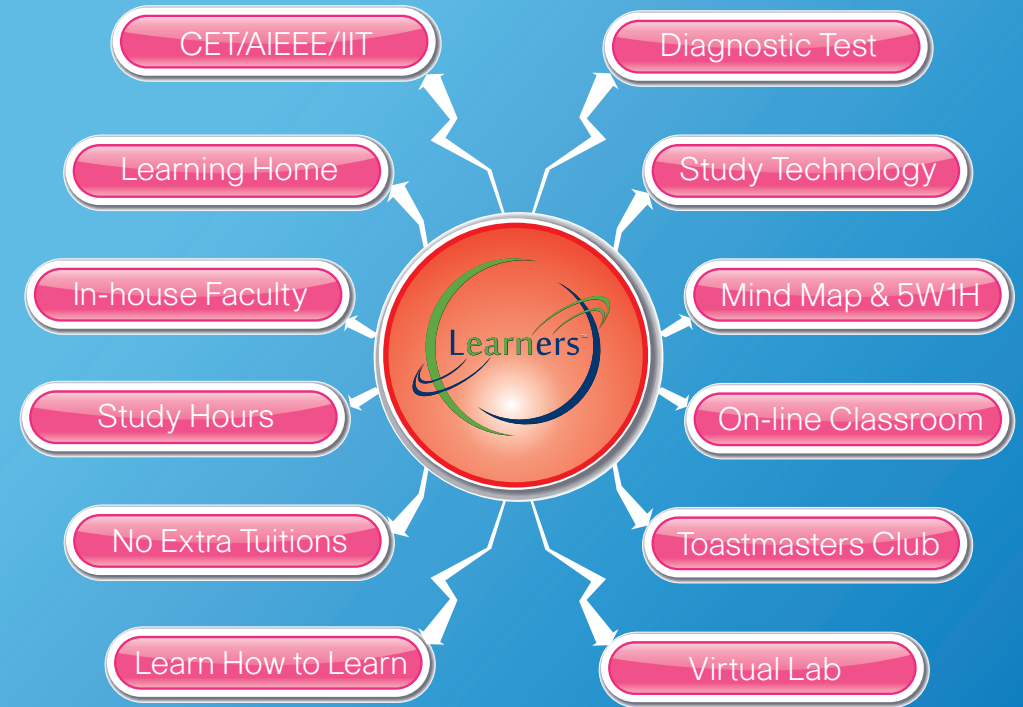 CET/AIEEE/IIT
Diagnostic Test
Learning Home
Study Technology
In-house Faculty
Mind Map & 5W1H
Learners™
Study Hours
On-line Classroom
No Extra Tuitions
Toastmasters Club
Learn How to Learn
Virtual Lab